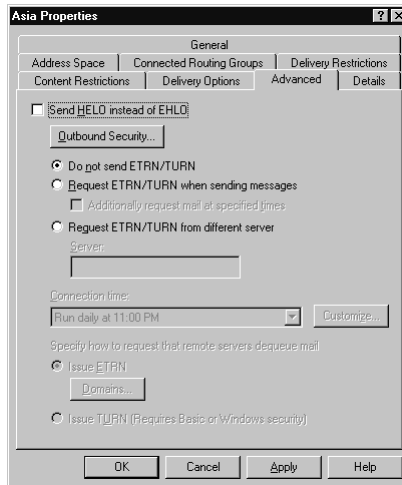 Asia Properties
General
Address Space Connected Routing Groups Delivery Restrictions
Content Restrictions Delivery Options Advanced Details
Send HELO instead of EHLO
Outbound Security...
Do not send ETRN/TURN
Request ETRN/TURN when sending messages
Additionally request mail at specified times
Request ETRN/TURN from different server
Server:
Connection time:
Run daily at 11:00 PM Customize...
Specify how to request that remote servers dequeue mail
Issue ETRN
Domains...
Issue TURN (Requires Basic or Windows security)
OK Cancel Apply Help